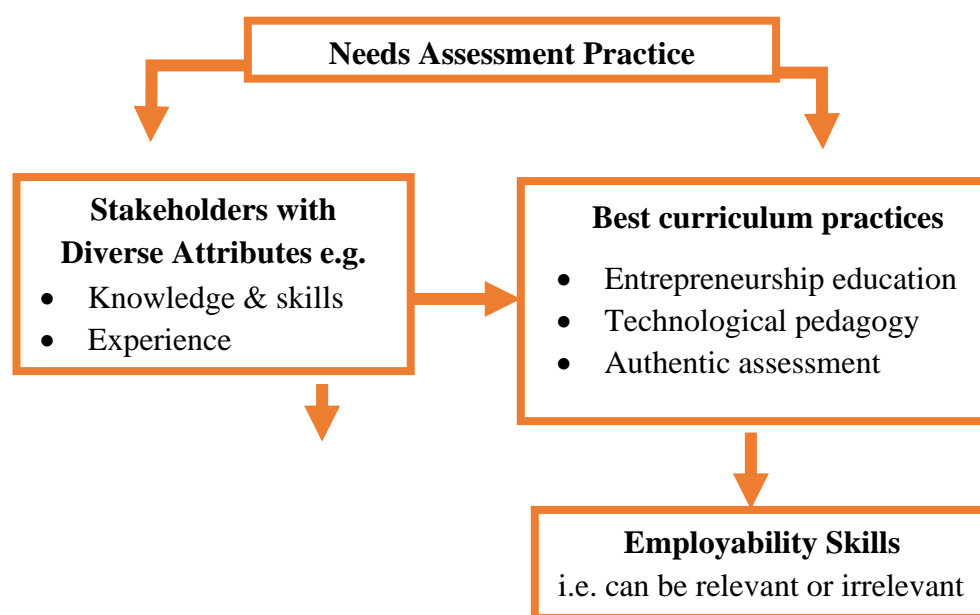 Needs Assessment Practice
Stakeholders with
Diverse Attributes e.g.
• Knowledge & skills
• Experience
Best curriculum practices
• Entrepreneurship education
• Technological pedagogy
• Authentic assessment
Employability Skills
i.e. can be relevant or irrelevant